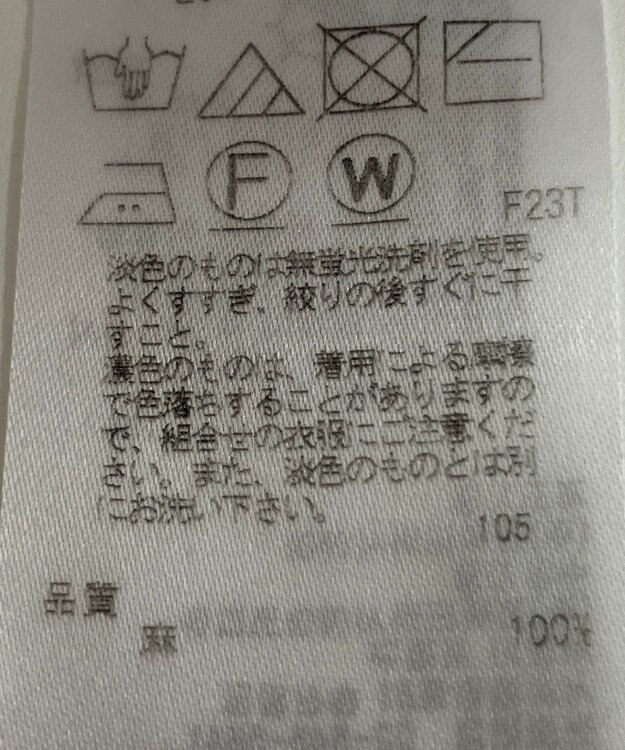 F
W
F23T
淡色のものは無蛍光洗剤を使用。
よくすすぎ、絞りの後すぐに干
すこと。
濃色のものは、着用による摩擦
で色落ちすることがありますの
で、組合せの衣服にご注意くだ
さい。また、淡色のものとは別
にお洗い下さい。
105
品質
麻 100%